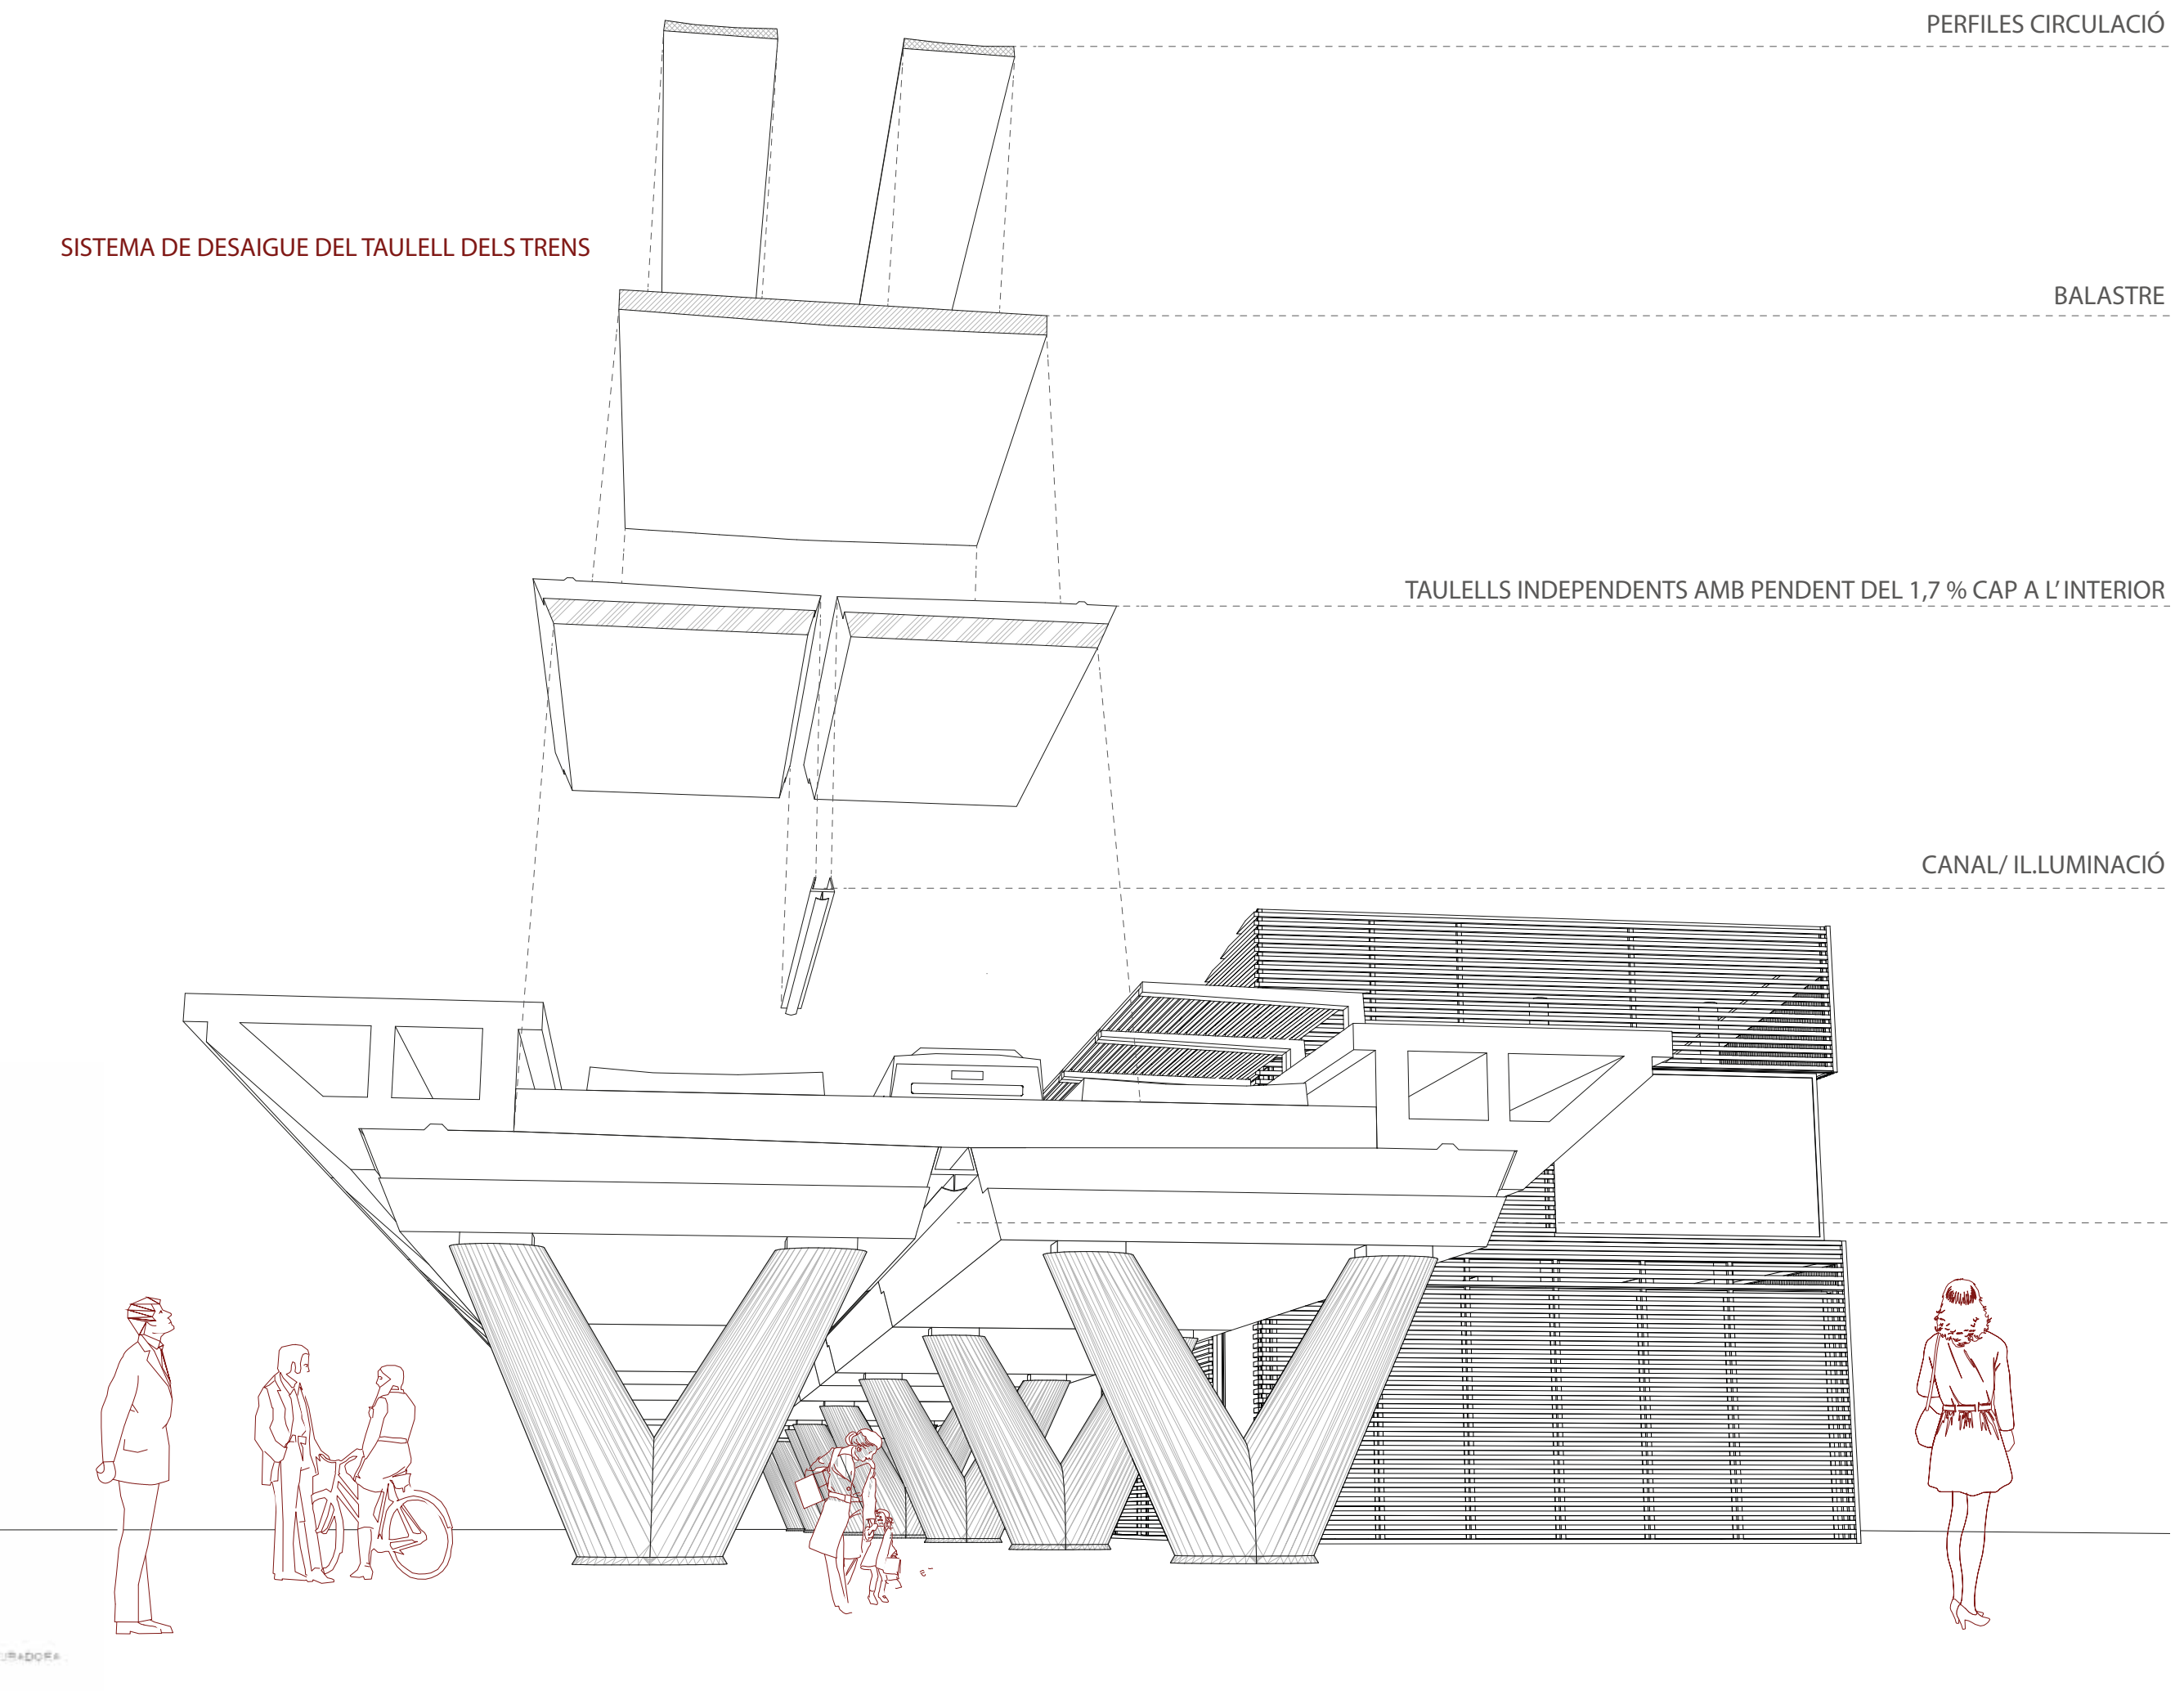 PERFILES CIRCULACIÓ
SISTEMA DE DESAIGUE DEL TAULELL DELS TRENS
BALASTRE
TAULELLS INDEPENDENTS AMB PENDENT DEL 1,7 % CAP A L' INTERIOR
CANAL/ IL.LUMINACIÓ